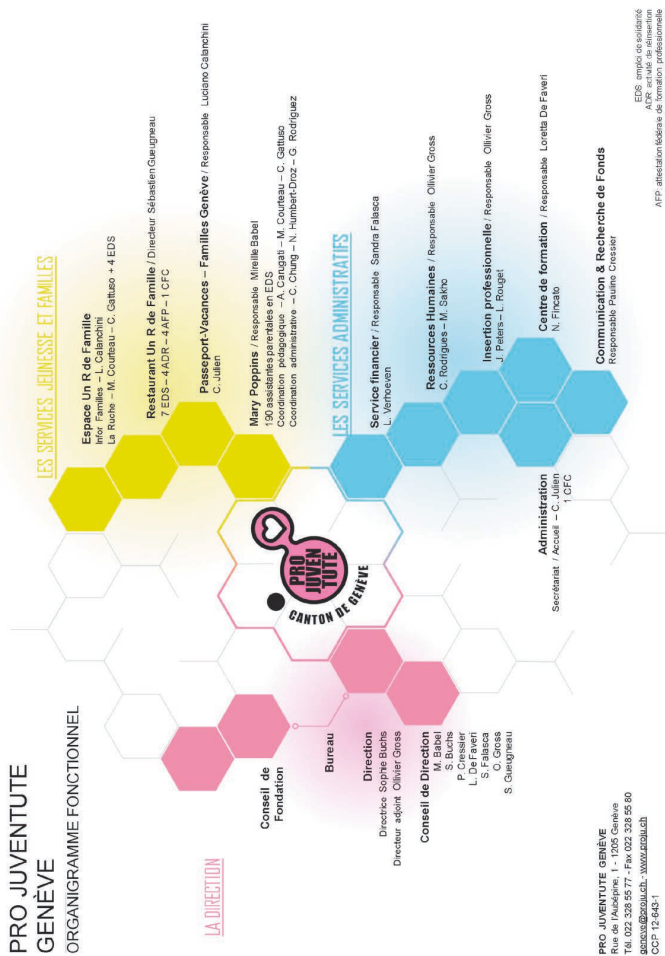 PRO JUVENTUTE
GENÈVE
ORGANIGRAMME FONCTIONNEL
LA DIRECTION
Conseil de
Fondation
Bureau
Direction
Directrice Sophie Buchs
Directeur adjoint Ollivier Gross
Conseil de Direction
M. Babel
S. Buchs
P. Cressier
L. De Faveri
S. Falasca
O. Gross
S. Gueugneau
PRO
JUVEN
TUTE
CANTON DE GENÈVE
LES SERVICES JEUNESSE ET FAMILLES
Espace Un R de Famille
Infor Familles – L. Calanchini
La Ruche – M. Courteau – C. Gattuso + 4 EDS
Restaurant Un R de Famille / Directeur Sébastien Gueugneau
7 EDS – 4 ADR – 4 AFP – 1 CFC
Passeport-Vacances – Familles Genève / Responsable Luciano Calanchini
C. Julien
Mary Poppins / Responsable Mireille Babel
190 assistantes parentales en EDS
Coordination pédagogique – A. Carugati – M. Courteau – C. Gattuso
Coordination administrative – C. Chung – N. Humbert-Droz – G. Rodriguez
LES SERVICES ADMINISTRATIFS
Service financier / Responsable Sandra Falasca
L. Verhoeven
Ressources Humaines / Responsable Ollivier Gross
C. Rodrigues – M. Sakho
Insertion professionnelle / Responsable Ollivier Gross
J. Peters – L. Rouget
Centre de formation / Responsable Loretta De Faveri
N. Fincato
Communication & Recherche de Fonds
Responsable Pauline Cressier
Administration
Secrétariat / Accueil – C. Julien
1 CFC
PRO JUVENTUTE GENÈVE
Rue de l'Aubépine, 1 - 1205 Genève
Tél. 022 328 55 77 - Fax 022 328 55 80
geneve@proju.ch - www.proju.ch
CCP 12-643-1
EDS: emploi de solidarité
ADR: activité de réinsertion
AFP: attestation fédérale de formation professionnelle